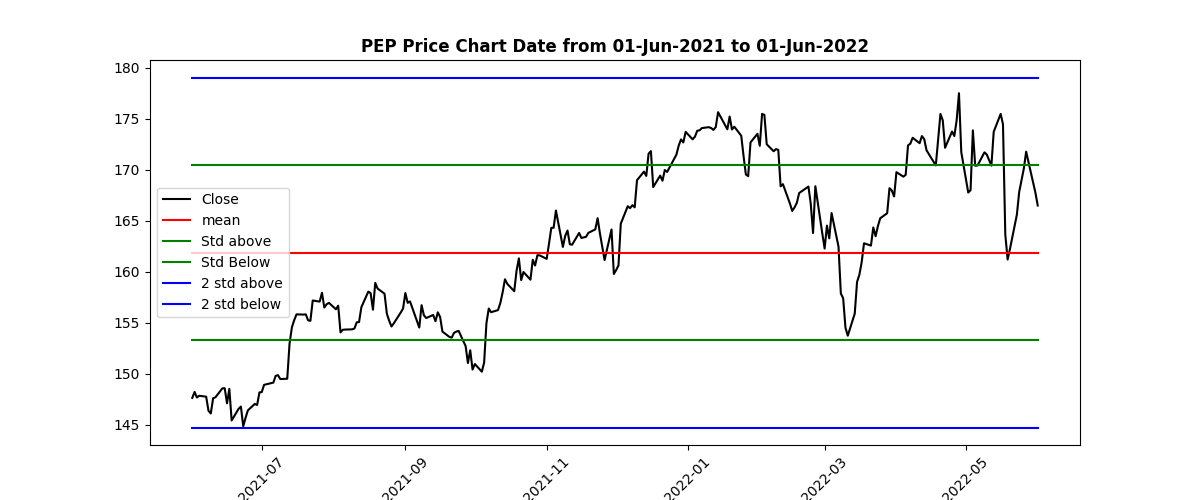 PEP Price Chart Date from 01-Jun-2021 to 01-Jun-2022
180
175
170
165
160
155
150
145
Close
mean
Std above
Std Below
2 std above
2 std below
2021-07
2021-09
2021-11
2022-01
2022-03
2022-05